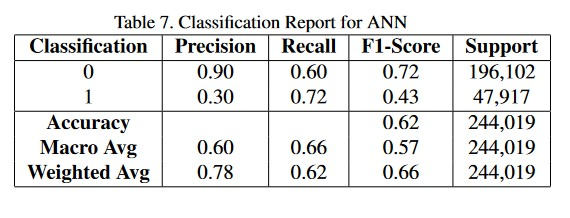 Table 7. Classification Report for ANN
Classification Precision Recall F1-Score Support
0 0.90 0.60 0.72 196,102
1 0.30 0.72 0.43 47,917
Accuracy 0.62 244,019
Macro Avg 0.60 0.66 0.57 244,019
Weighted Avg 0.78 0.62 0.66 244,019